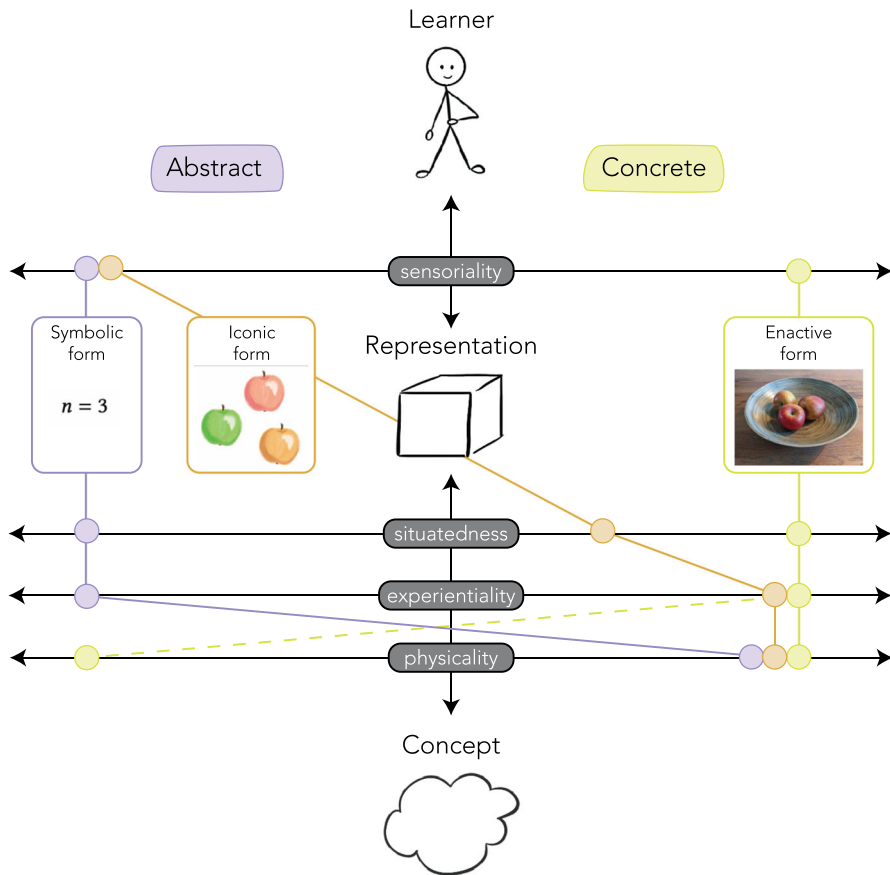 Learner
Abstract
Concrete
sensoriality
Symbolic
form
n = 3
Iconic
form
Representation
Enactive
form
situatedness
experientiality
physicality
Concept